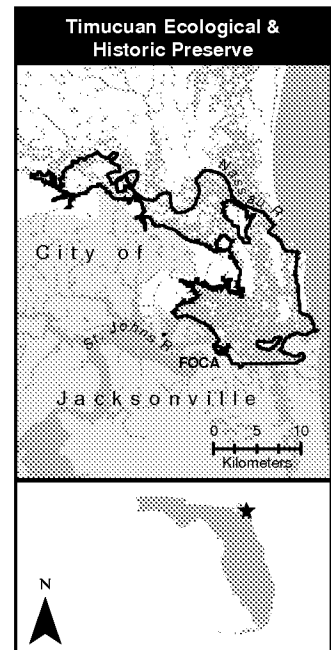 Timucuan Ecological &
Historic Preserve
Nassau R.
City of
St. Johns R.
FOCA
Jacksonville
0 5 10
Kilometers
N